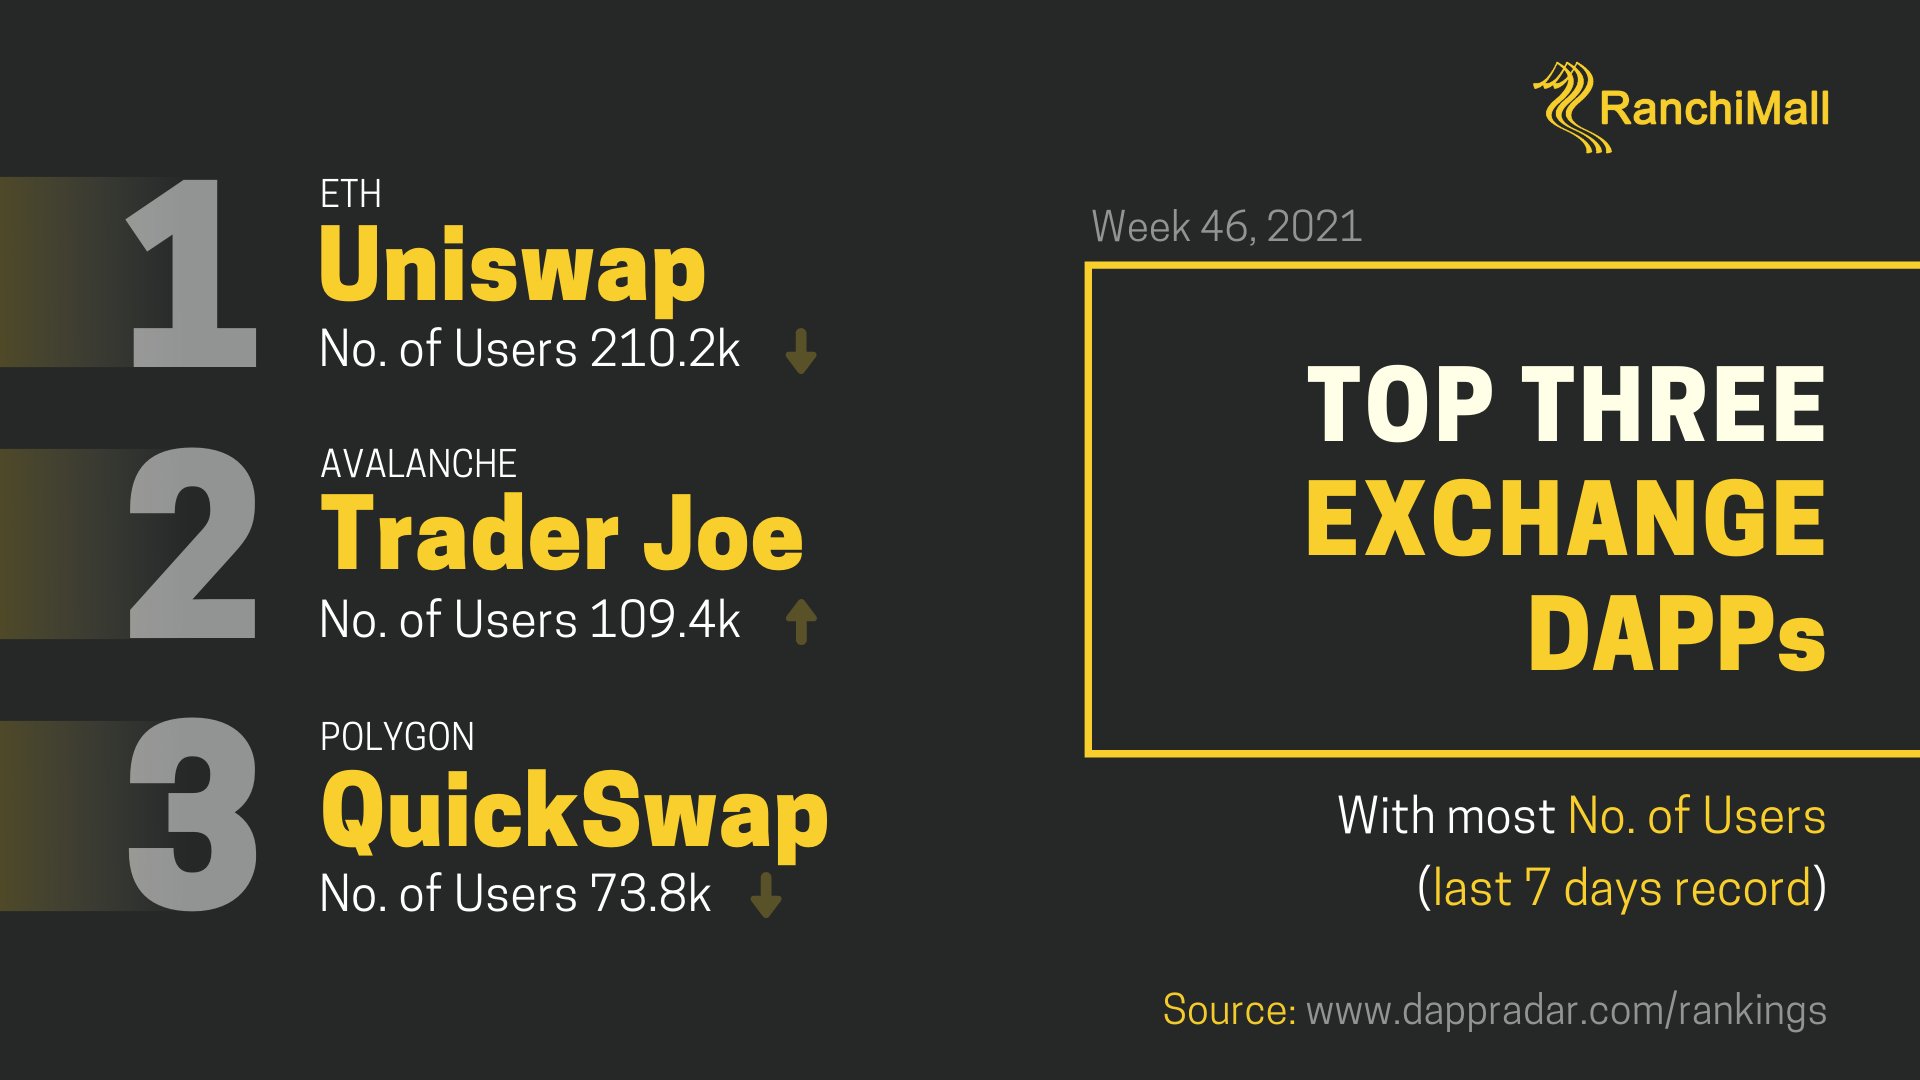 RanchiMall
1
ETH
Uniswap
No. of Users 210.2k
2
AVALANCHE
Trader Joe
No. of Users 109.4k
3
POLYGON
QuickSwap
No. of Users 73.8k
Week 46, 2021
TOP THREE
EXCHANGE
DAPPs
With most No. of Users
(last 7 days record)
Source: www.dappradar.com/rankings